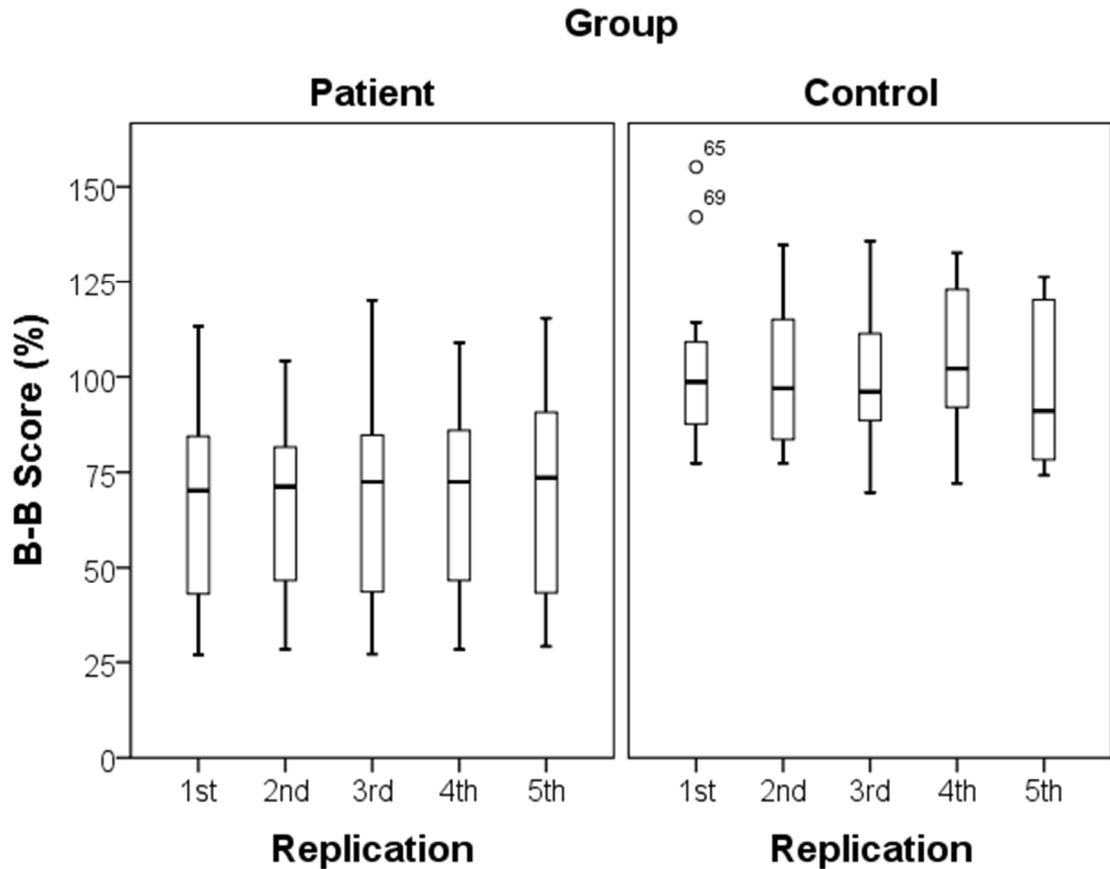 Group
Patient
Control
B-B Score (%)
150
125
100
75
50
25
0
65
69
1st 2nd 3rd 4th 5th
1st 2nd 3rd 4th 5th
Replication
Replication